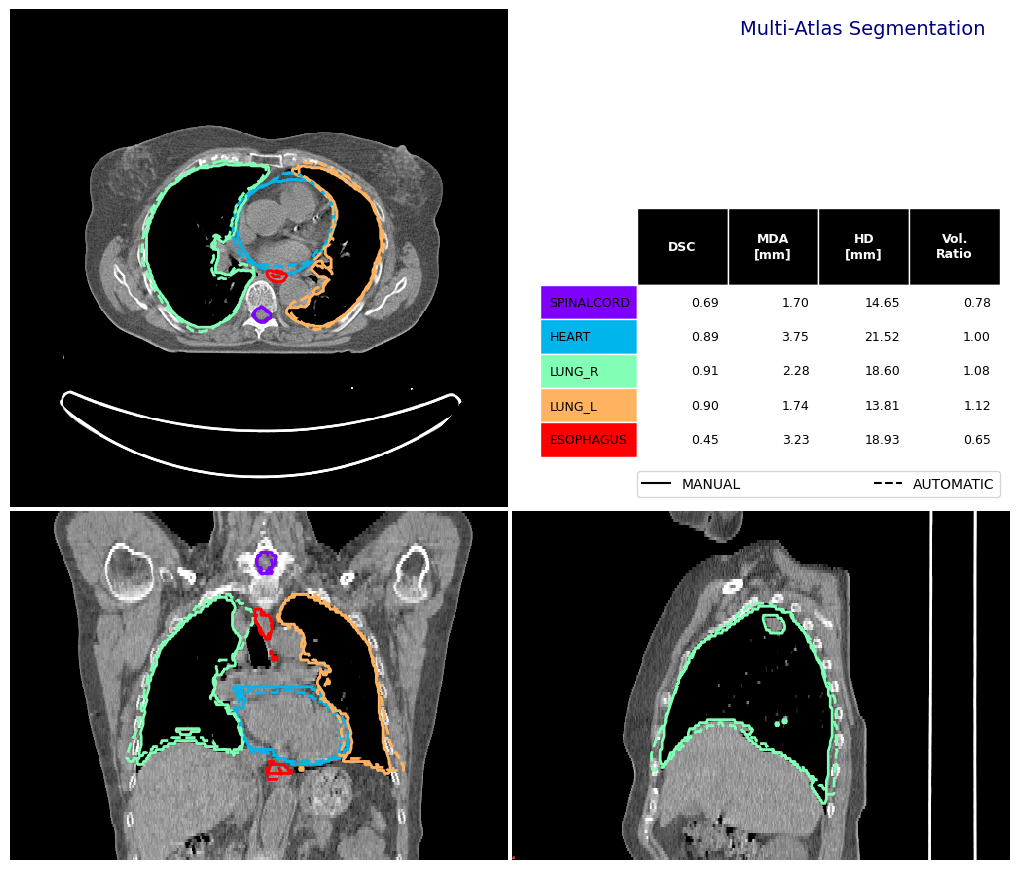 Multi-Atlas Segmentation
DSC MDA [mm] HD [mm] Vol. Ratio
SPINALCORD 0.69 1.70 14.65 0.78
HEART 0.89 3.75 21.52 1.00
LUNG_R 0.91 2.28 18.60 1.08
LUNG_L 0.90 1.74 13.81 1.12
ESOPHAGUS 0.45 3.23 18.93 0.65
MANUAL AUTOMATIC